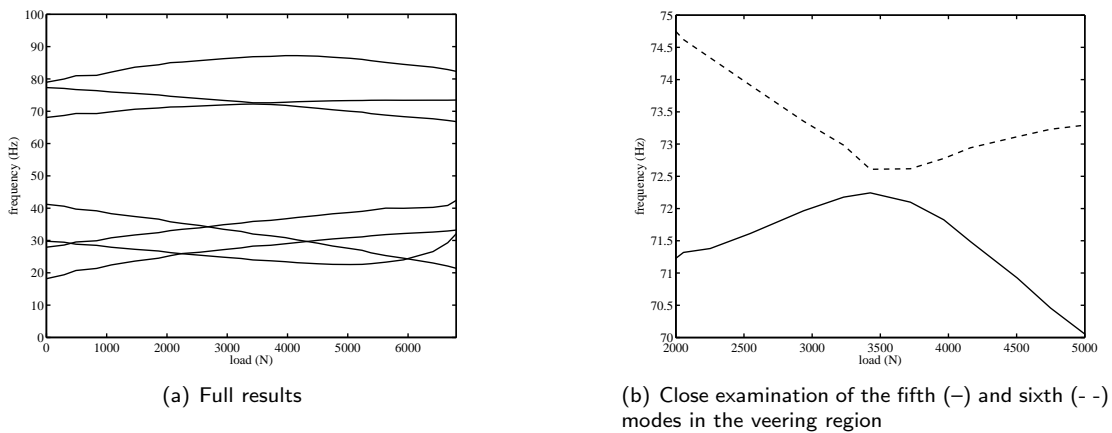 100
90
80
70
60
50
40
30
20
10
0
frequency (Hz)
0 1000 2000 3000 4000 5000 6000
load (N)
(a) Full results
75
74.5
74
73.5
73
72.5
72
71.5
71
70.5
70
frequency (Hz)
2000 2500 3000 3500 4000 4500 5000
load (N)
(b) Close examination of the fifth (–) and sixth (- -)
modes in the veering region